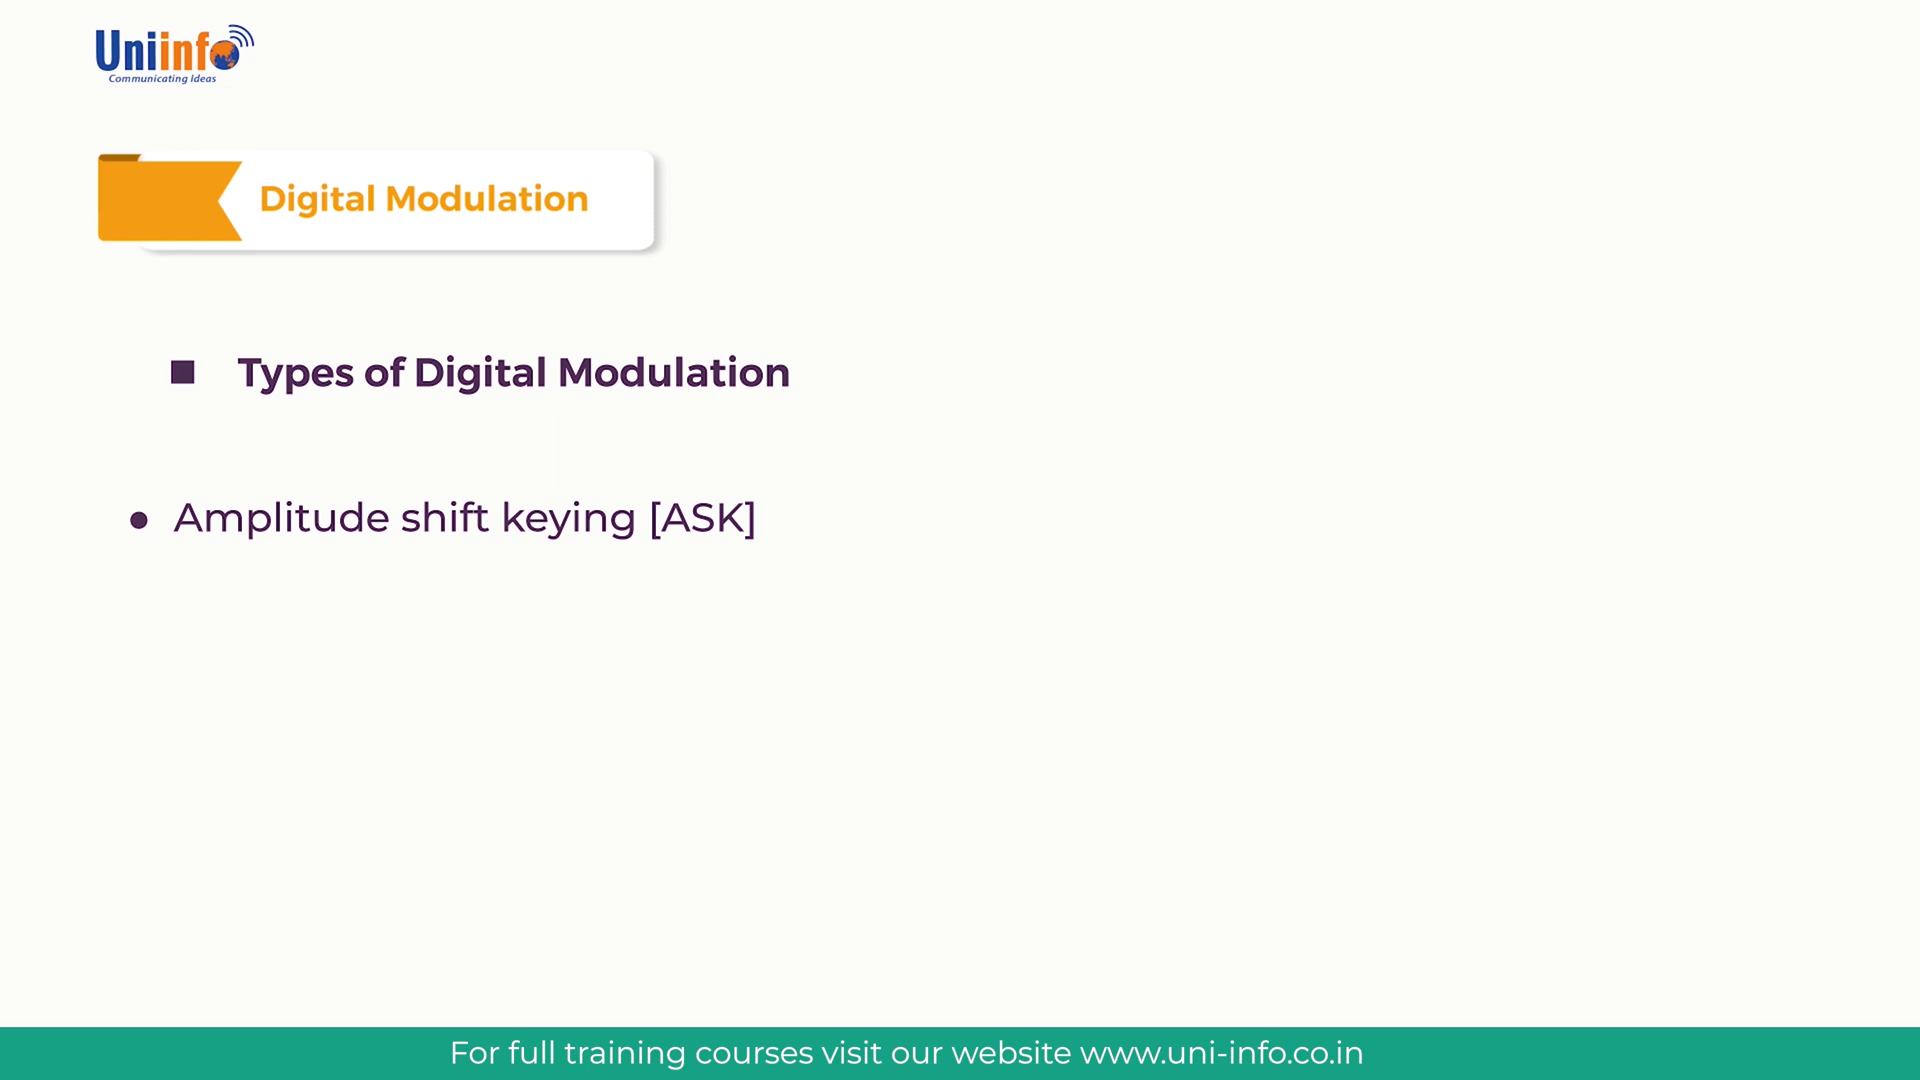 Uniinfo
Communicating Ideas
Digital Modulation
Types of Digital Modulation
Amplitude shift keying [ASK]
For full training courses visit our website www.uni-info.co.in